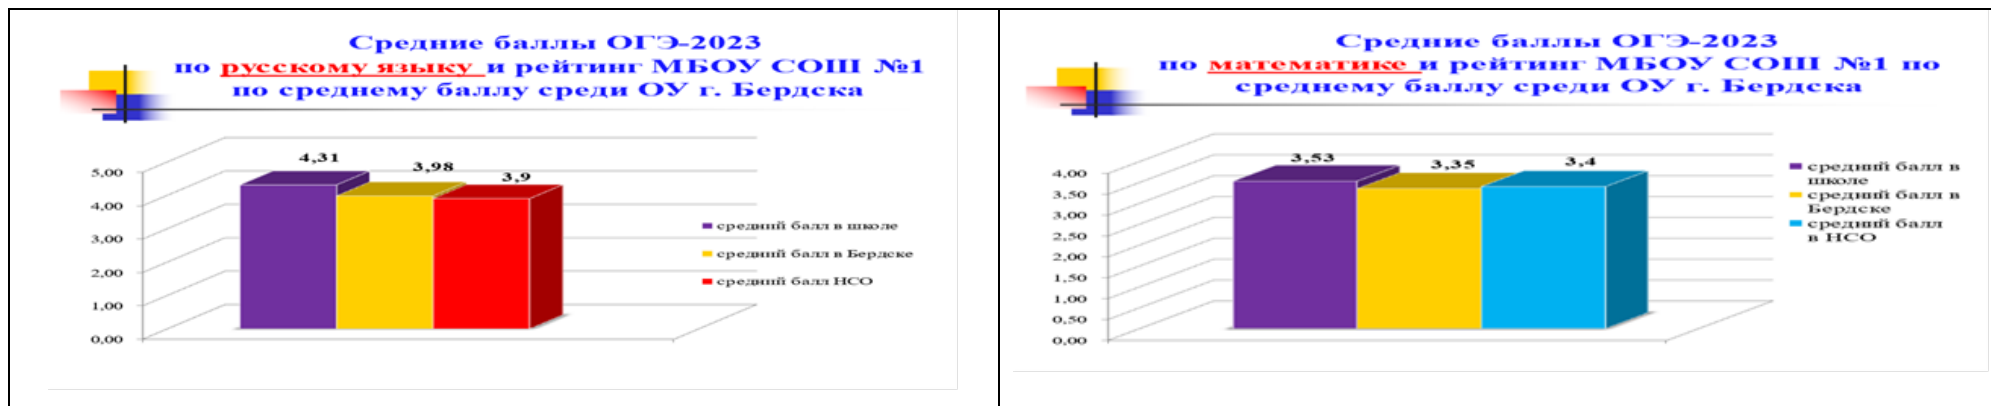 Средние баллы ОГЭ-2023
по русскому языку и рейтинг МБОУ СОШ №1
по среднему баллу среди ОУ г. Бердска
4,31
3,98
3,9
5,00
4,00
3,00
2,00
1,00
0,00
средний балл в школе
средний балл в Бердске
средний балл НСО
Средние баллы ОГЭ-2023
по математике и рейтинг МБОУ СОШ №1 по
среднему баллу среди ОУ г. Бердска
3,53
3,35
3,4
4,00
3,50
3,00
2,50
2,00
1,50
1,00
0,50
0,00
средний балл в
школе
средний балл в
Бердске
средний балл
в НСО